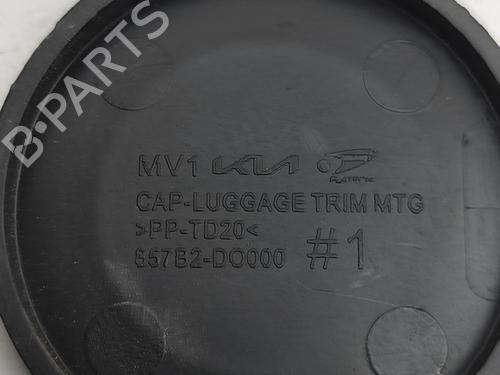 MV1 KIA
CAP-LUGGAGE TRIM MTG
>PP-TD20<
857B2-DO000 #1
B-PARTS